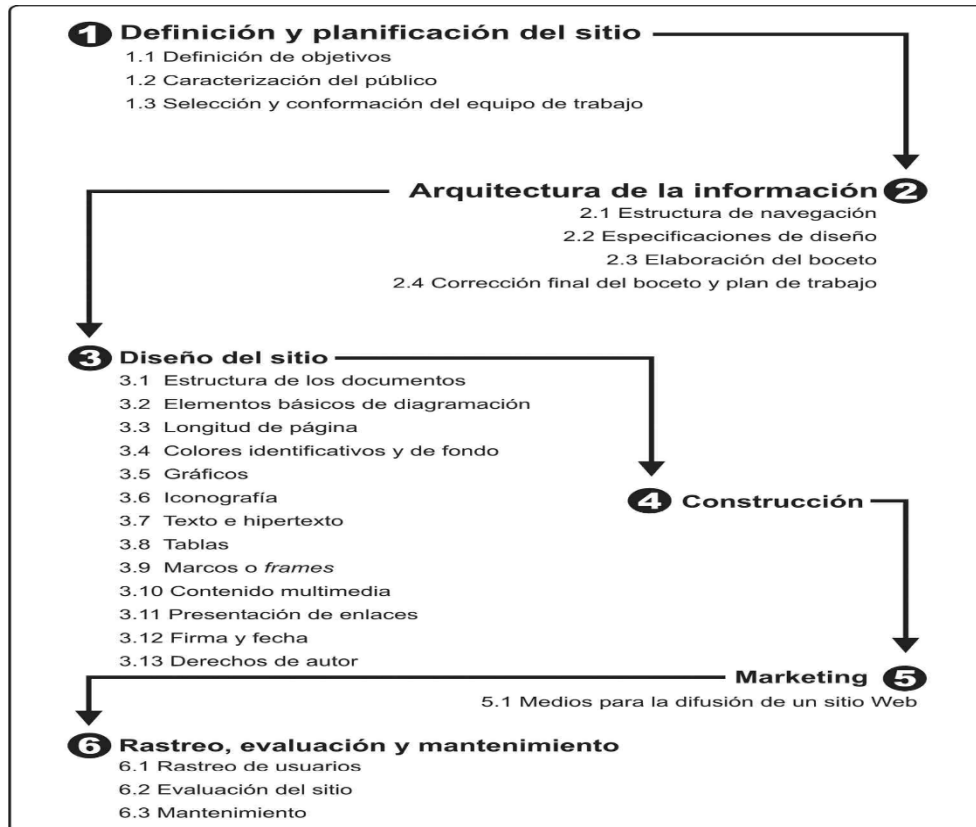 1 Definición y planificación del sitio
1.1 Definición de objetivos
1.2 Caracterización del público
1.3 Selección y conformación del equipo de trabajo
Arquitectura de la información 2
2.1 Estructura de navegación
2.2 Especificaciones de diseño
2.3 Elaboración del boceto
2.4 Corrección final del boceto y plan de trabajo
3 Diseño del sitio
3.1 Estructura de los documentos
3.2 Elementos básicos de diagramación
3.3 Longitud de página
3.4 Colores identificativos y de fondo
3.5 Gráficos
3.6 Iconografía
3.7 Texto e hipertexto
3.8 Tablas
3.9 Marcos o frames
3.10 Contenido multimedia
3.11 Presentación de enlaces
3.12 Firma y fecha
3.13 Derechos de autor
4 Construcción
Marketing 5
5.1 Medios para la difusión de un sitio Web
6 Rastreo, evaluación y mantenimiento
6.1 Rastreo de usuarios
6.2 Evaluación del sitio
6.3 Mantenimiento